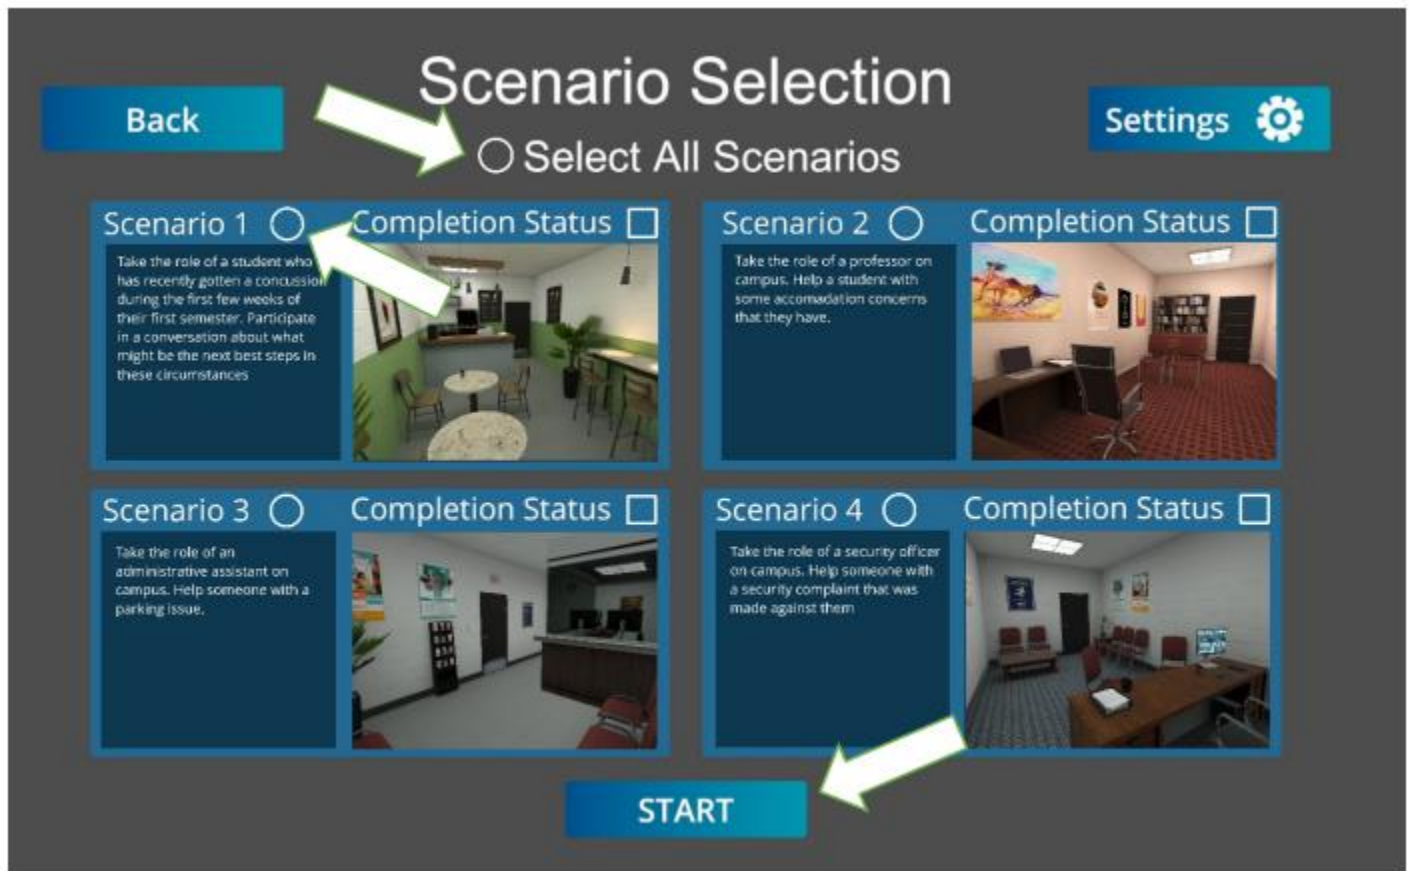 Scenario Selection
Back
Settings
Select All Scenarios
Scenario 1
Completion Status
Take the role of a student who
has recently gotten a concussion
during the first few weeks of
their first semester. Participate
in a conversation about what
might be the next best steps in
these circumstances
Scenario 2
Completion Status
Take the role of a professor on
campus. Help a student with
some accomadation concerns
that they have.
Scenario 3
Completion Status
Take the role of an
administrative assistant on
campus. Help someone with a
parking issue.
Scenario 4
Completion Status
Take the role of a security officer
on campus. Help someone with
a security complaint that was
made against them
START